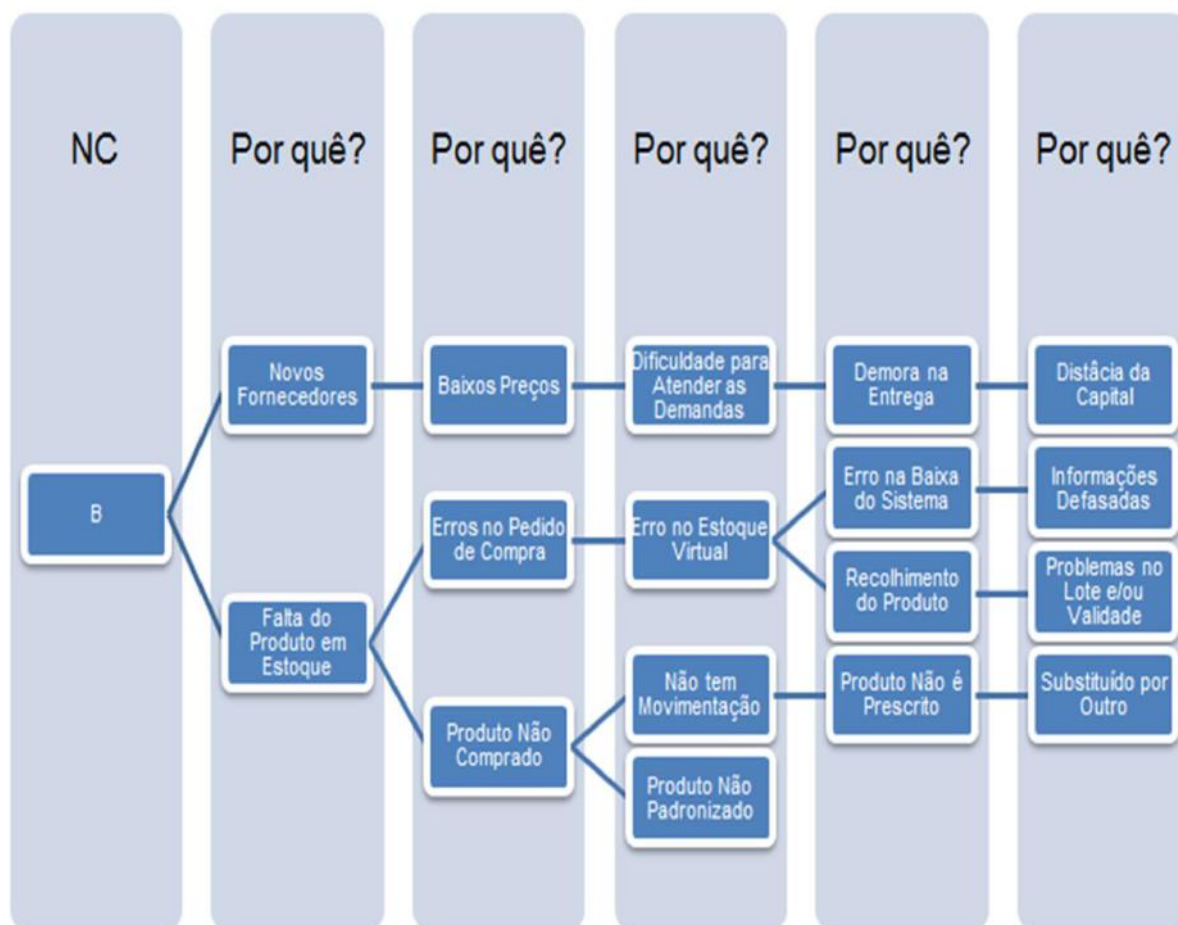 NC
Por quê?
Por quê?
Por quê?
Por quê?
Por quê?
Novos
Fornecedores
Baixos Preços
Dificuldade para
Atender as
Demandas
Demora na
Entrega
Distâcia da
Capital
B
Erros no Pedido
de Compra
Erro no Estoque
Virtual
Erro na Baixa
do Sistema
Informações
Defasadas
Recolhimento
do Produto
Problemas no
Lote e/ou
Validade
Falta do
Produto em
Estoque
Produto Não
Comprado
Não tem
Movimentação
Produto Não é
Prescrito
Substituído por
Outro
Produto Não
Padronizado